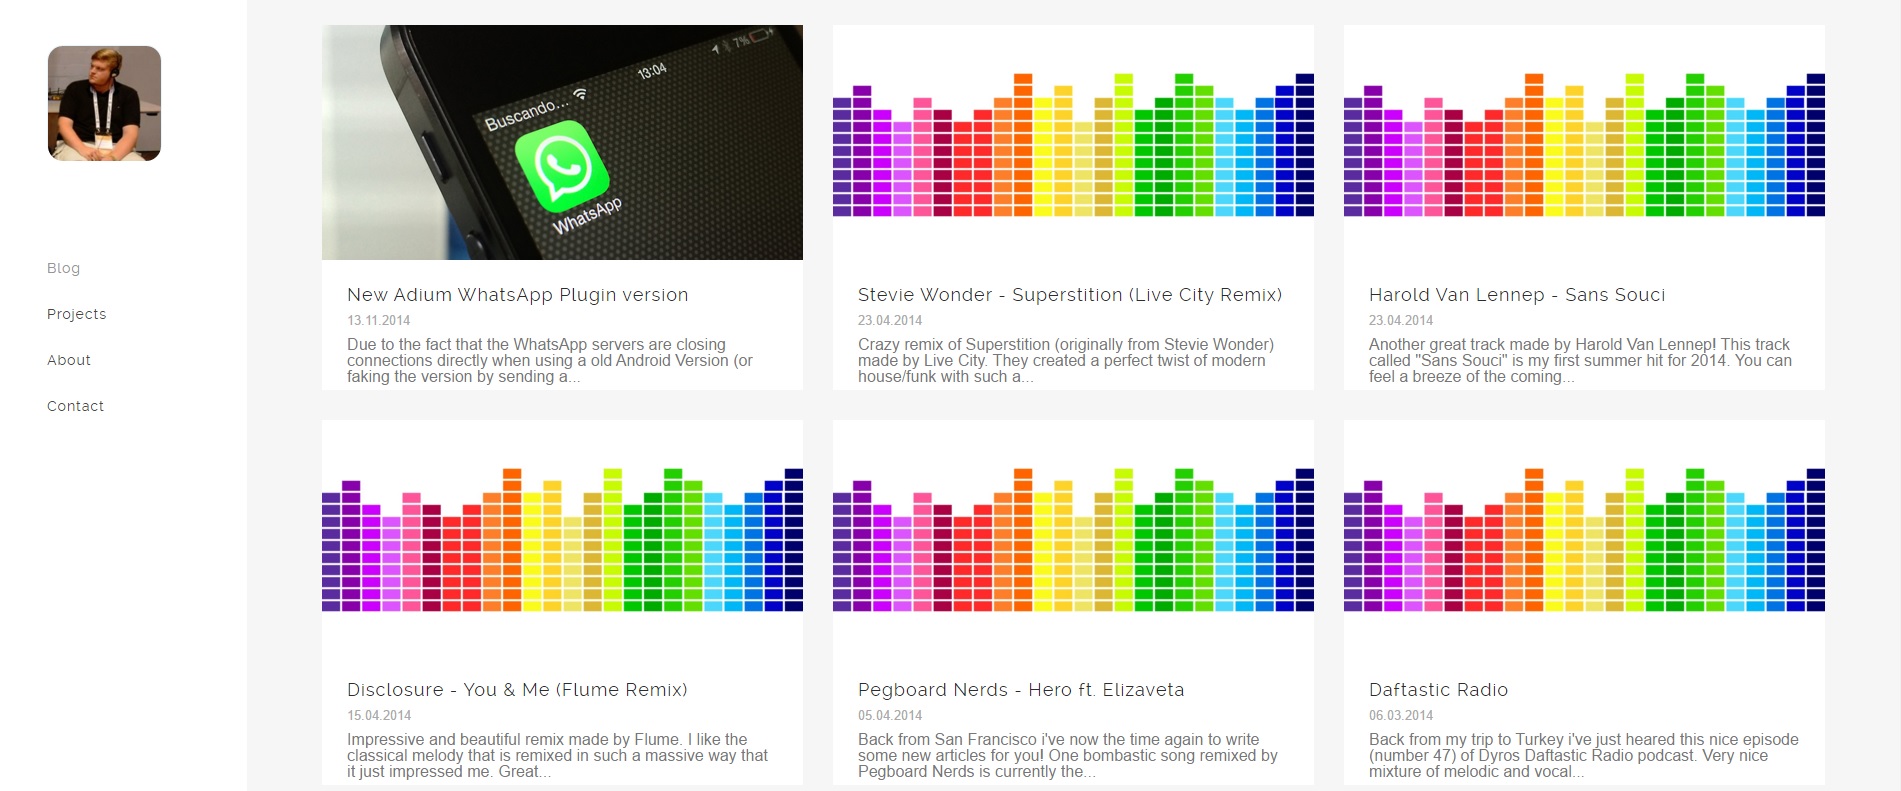 Blog
Projects
About
Contact
7%
13:04
Buscando...
WhatsApp
New Adium WhatsApp Plugin version
13.11.2014
Due to the fact that the WhatsApp servers are closing
connections directly when using a old Android Version (or
faking the version by sending a...
Stevie Wonder - Superstition (Live City Remix)
23.04.2014
Crazy remix of Superstition (originally from Stevie Wonder)
made by Live City. They created a perfect twist of modern
house/funk with such a...
Harold Van Lennep - Sans Souci
23.04.2014
Another great track made by Harold Van Lennep! This track
called "Sans Souci" is my first summer hit for 2014. You can
feel a breeze of the coming...
Disclosure - You & Me (Flume Remix)
15.04.2014
Impressive and beautiful remix made by Flume. I like the
classical melody that is remixed in such a massive way that
it just impressed me. Great...
Pegboard Nerds - Hero ft. Elizaveta
05.04.2014
Back from San Francisco i've now the time again to write
some new articles for you! One bombastic song remixed by
Pegboard Nerds is currently the...
Daftastic Radio
06.03.2014
Back from my trip to Turkey i've just heared this nice episode
(number 47) of Dyros Daftastic Radio podcast. Very nice
mixture of melodic and vocal...